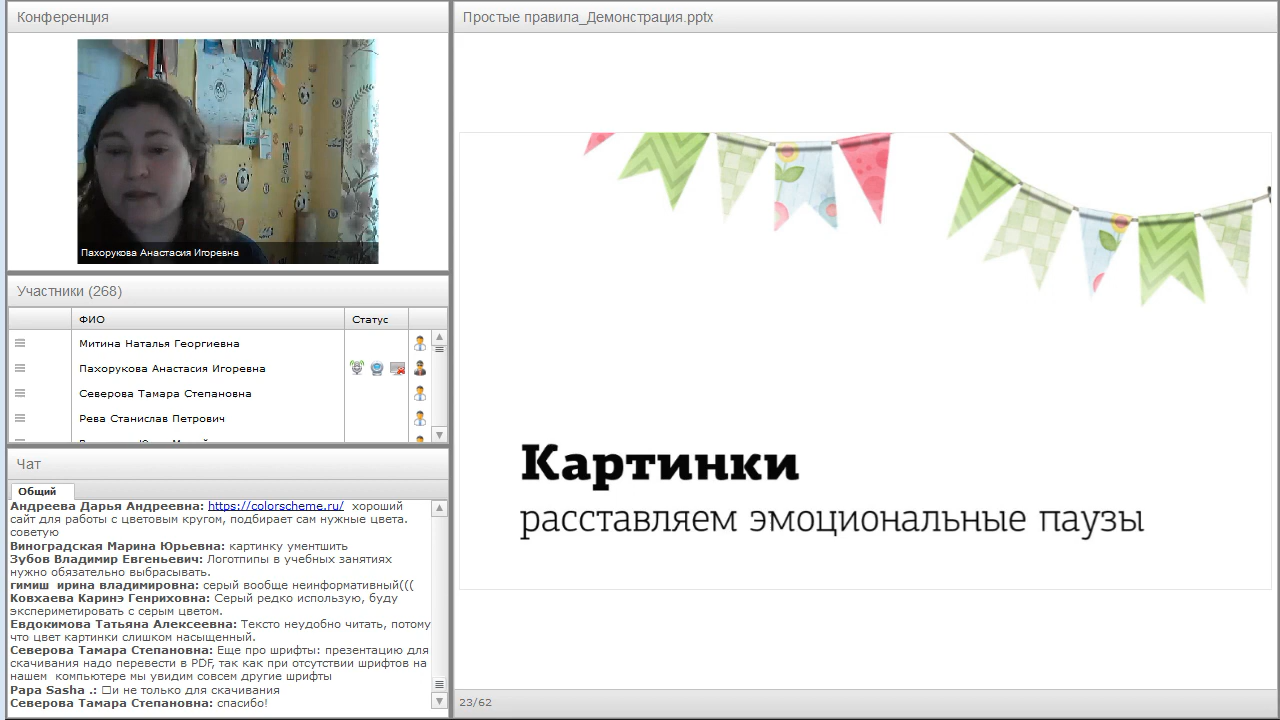 Конференция
Пахорукова Анастасия Игоревна
Участники (268)
ФИО
Статус
Митина Наталья Георгиевна
Пахорукова Анастасия Игоревна
Северова Тамара Степановна
Рева Станислав Петрович
Чат
Общий
Андреева Дарья Андреевна: https://colorscheme.ru/ хороший
сайт для работы с цветовым кругом, подбирает сам нужные цвета.
советую
Виноградская Марина Юрьевна: картинку ументшить
Зубов Владимир Евгеньевич: Логотпипы в учебных занятиях
нужно обязательно выбрасывать.
гимиш ирина владимировна: серый вообще неинформативный(((
Ковхаева Каринэ Генриховна: Серый редко использую, буду
экспериметировать с серым цветом.
Евдокимова Татьяна Алексеевна: Тексто неудобно читать, потому
что цвет картинки слишком насыщенный.
Северова Тамара Степановна: Еще про шрифты: презентацию для
скачивания надо перевести в PDF, так как при отсутствии шрифтов на
нашем компьютере мы увидим совсем другие шрифты
Papa Sasha .: и не только для скачивания
Северова Тамара Степановна: спасибо!
Простые правила_Демонстрация.pptx
Картинки
расставляем эмоциональные паузы
23/62